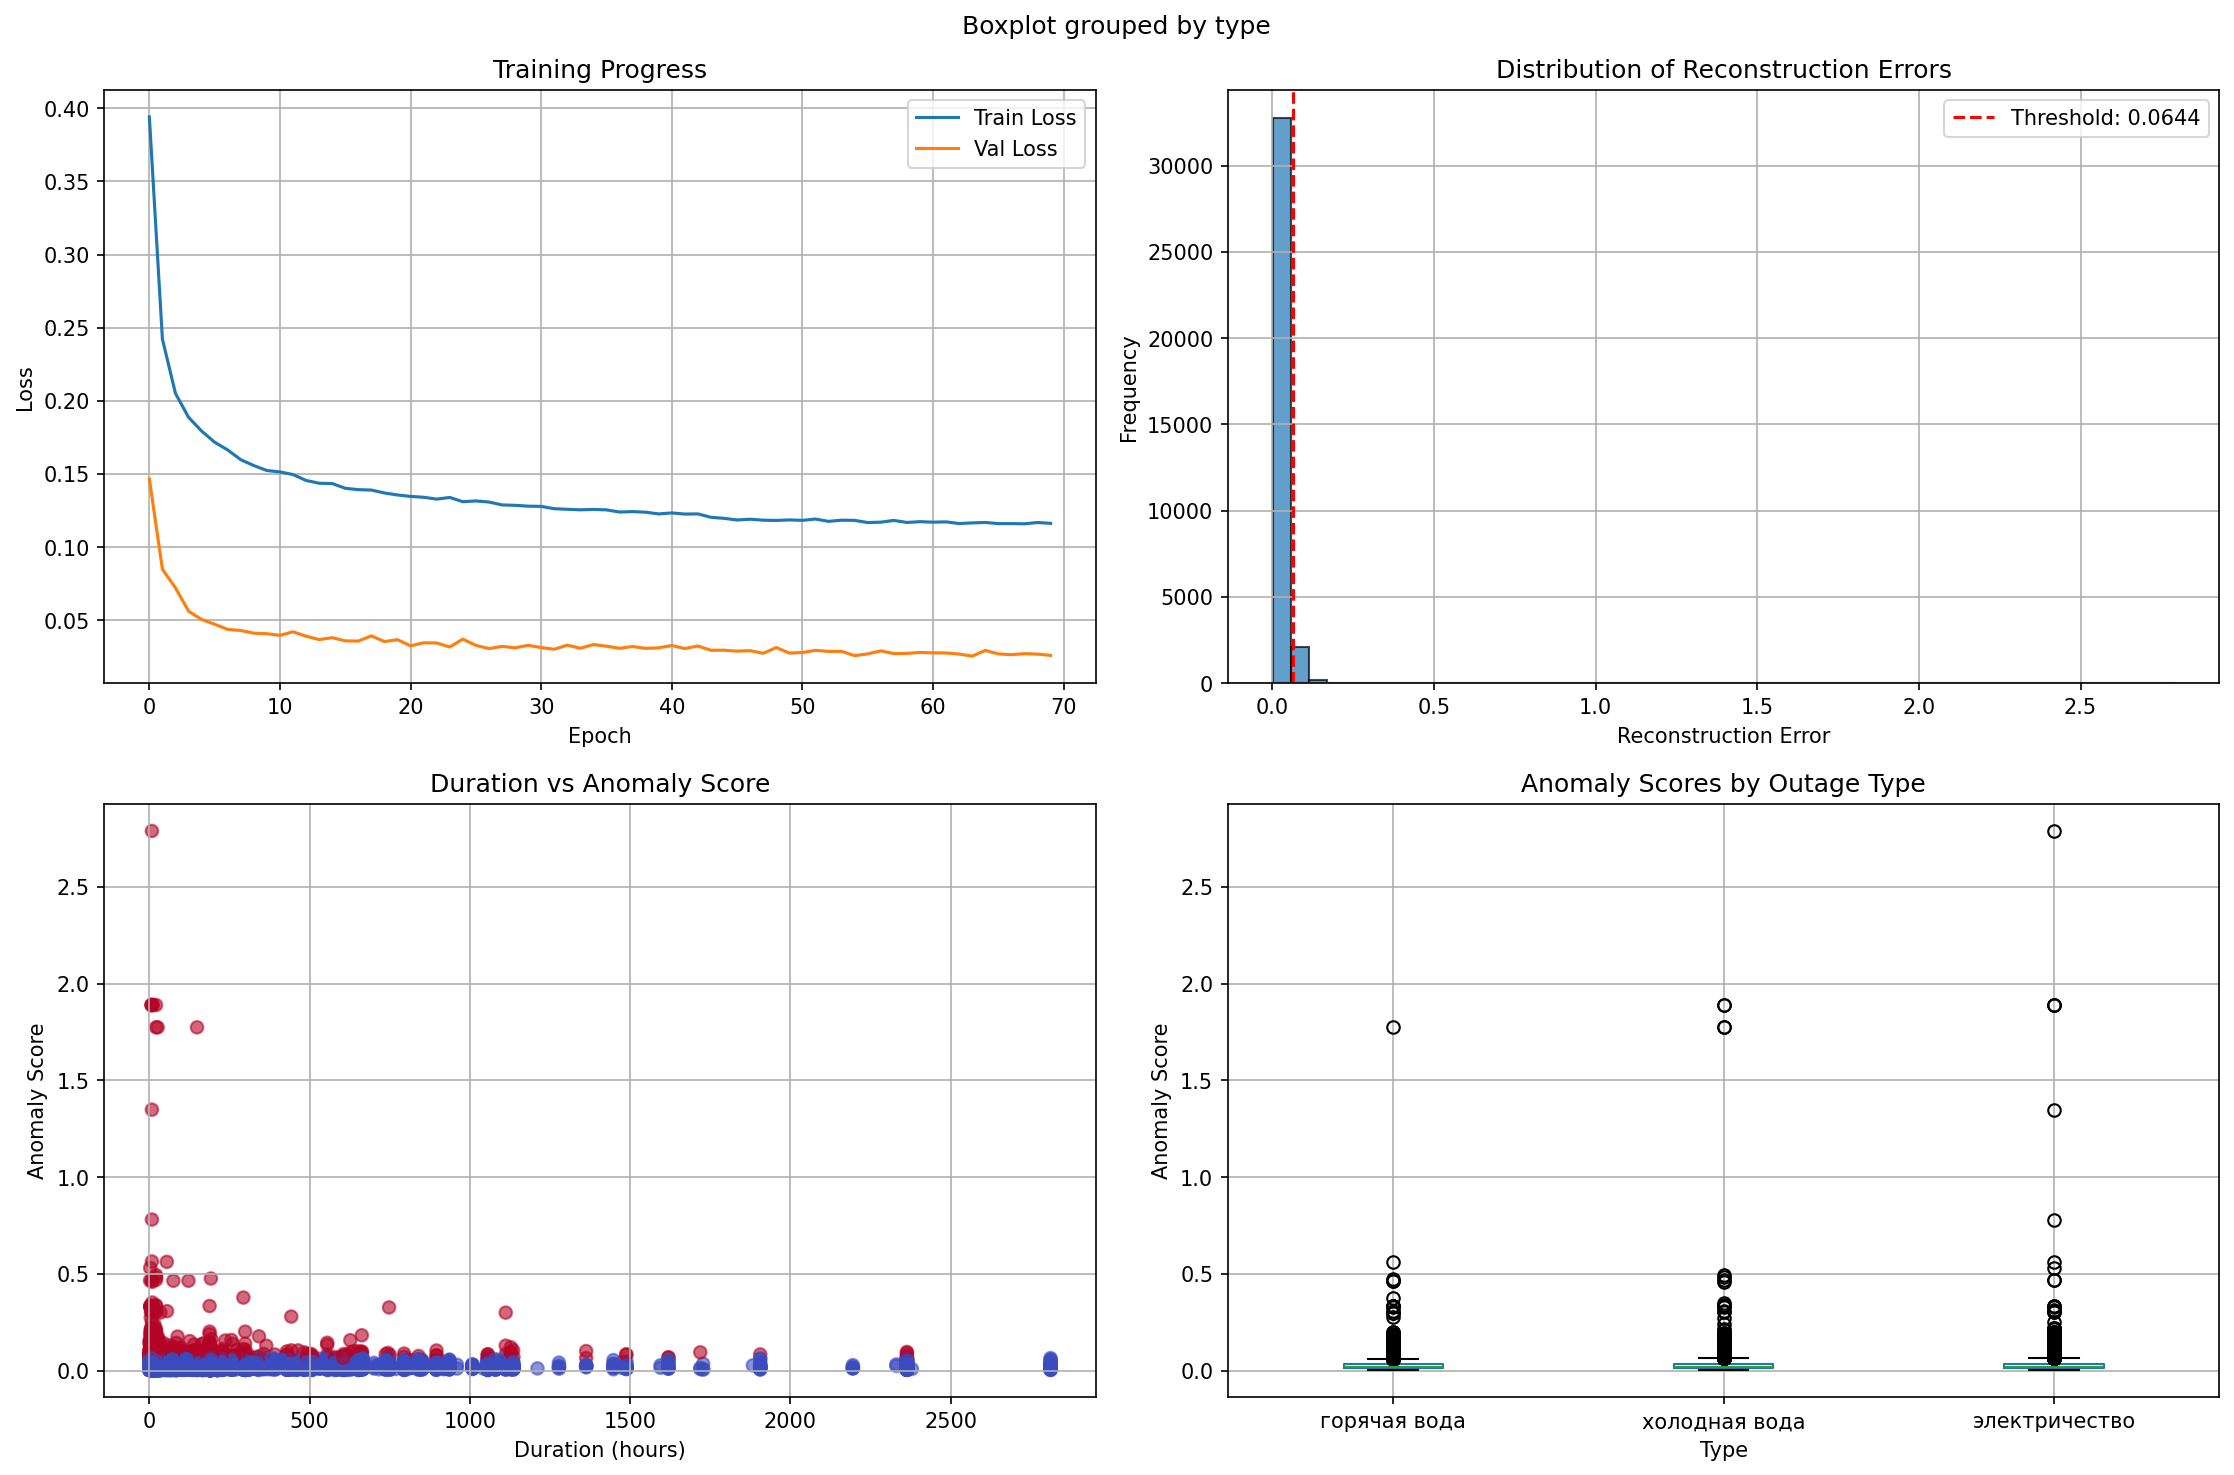 Boxplot grouped by type
Training Progress
0.40
0.35
0.30
0.25
0.20
0.15
0.10
0.05
Loss
Train Loss
Val Loss
0 10 20 30 40 50 60 70
Epoch
Distribution of Reconstruction Errors
30000
25000
20000
15000
10000
5000
0
Frequency
Threshold: 0.0644
0.0 0.5 1.0 1.5 2.0 2.5
Reconstruction Error
Duration vs Anomaly Score
2.5
2.0
1.5
1.0
0.5
0.0
Anomaly Score
0 500 1000 1500 2000 2500
Duration (hours)
Anomaly Scores by Outage Type
2.5
2.0
1.5
1.0
0.5
0.0
Anomaly Score
горячая вода холодная вода электричество
Type